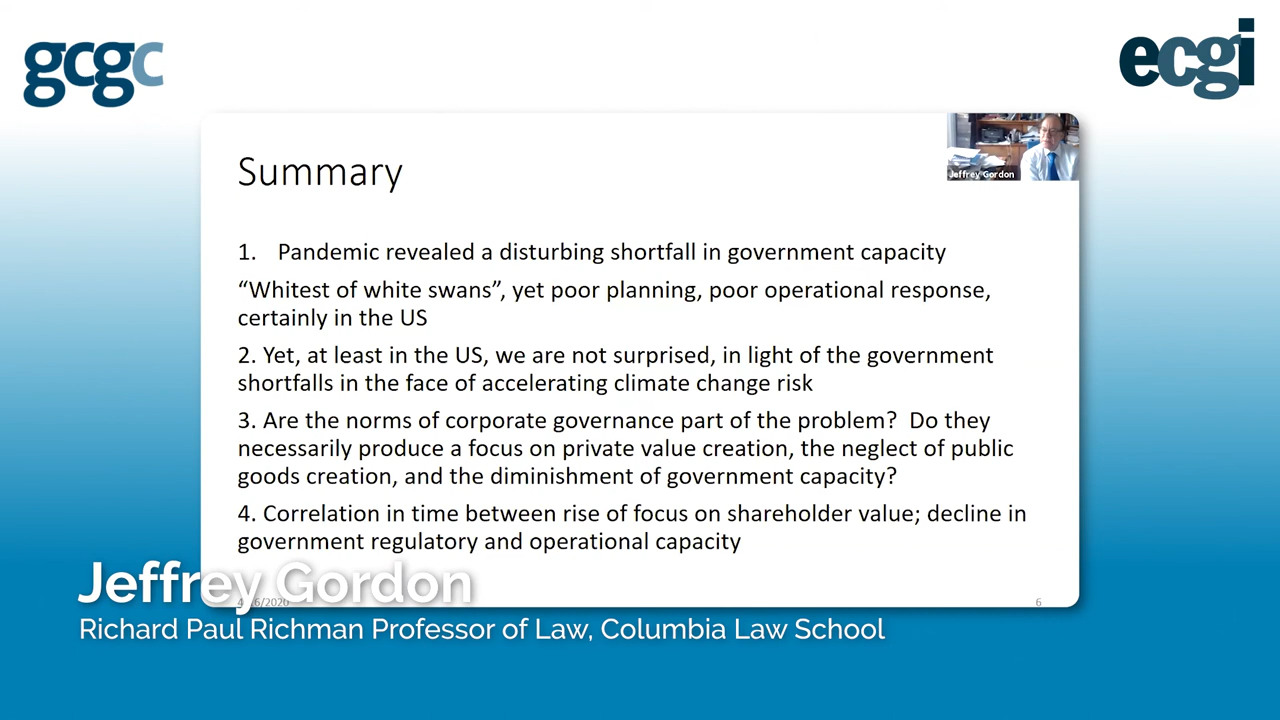 gcgc
ecgi
Jeffrey Gordon
Summary
1. Pandemic revealed a disturbing shortfall in government capacity
“Whitest of white swans”, yet poor planning, poor operational response,
certainly in the US
2. Yet, at least in the US, we are not surprised, in light of the government
shortfalls in the face of accelerating climate change risk
3. Are the norms of corporate governance part of the problem? Do they
necessarily produce a focus on private value creation, the neglect of public
goods creation, and the diminishment of government capacity?
4. Correlation in time between rise of focus on shareholder value; decline in
government regulatory and operational capacity
Jeffrey Gordon
6
Richard Paul Richman Professor of Law, Columbia Law School